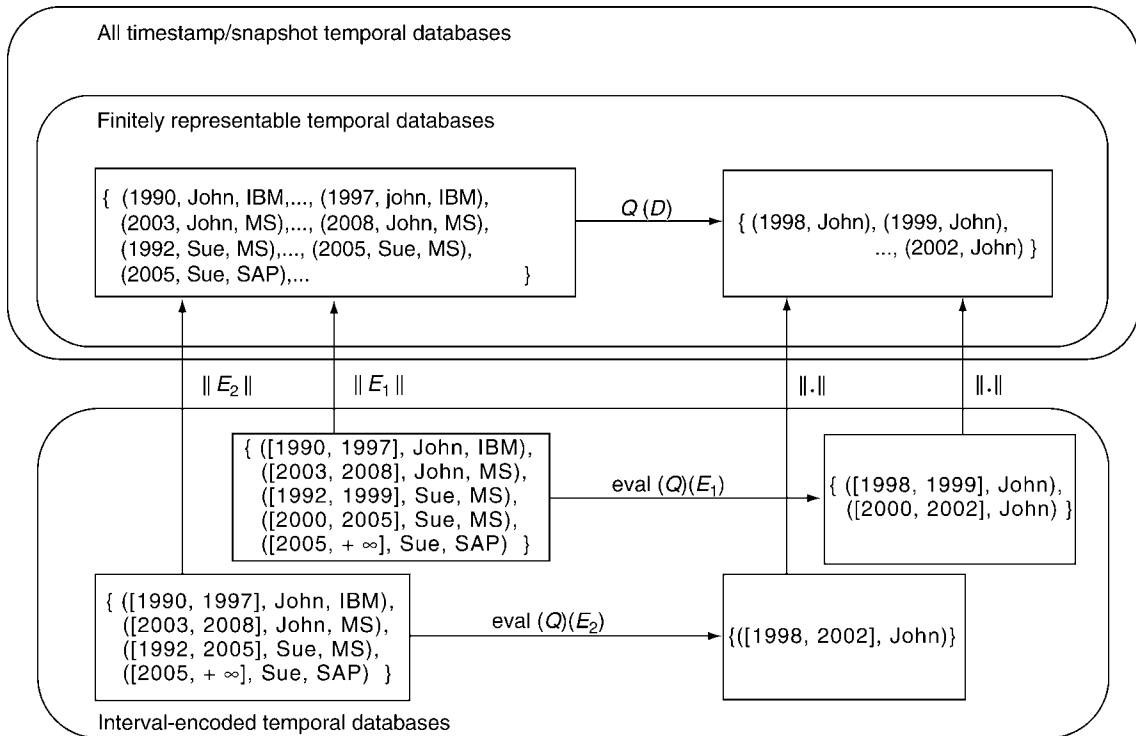 All timestamp/snapshot temporal databases
Finitely representable temporal databases
{ (1990, John, IBM,..., (1997, john, IBM),
(2003, John, MS),..., (2008, John, MS),
(1992, Sue, MS),..., (2005, Sue, MS),
(2005, Sue, SAP),... }
Q (D)
{ (1998, John), (1999, John),
..., (2002, John) }
|| E₂ ||
|| E₁ ||
||.||
||.||
{ ([1990, 1997], John, IBM),
([2003, 2008], John, MS),
([1992, 1999], Sue, MS),
([2000, 2005], Sue, MS),
([2005, + ∞], Sue, SAP) }
eval (Q)(E₁)
{ ([1998, 1999], John),
([2000, 2002], John) }
{ ([1990, 1997], John, IBM),
([2003, 2008], John, MS),
([1992, 2005], Sue, MS),
([2005, + ∞], Sue, SAP) }
eval (Q)(E₂)
{([1998, 2002], John)}
Interval-encoded temporal databases